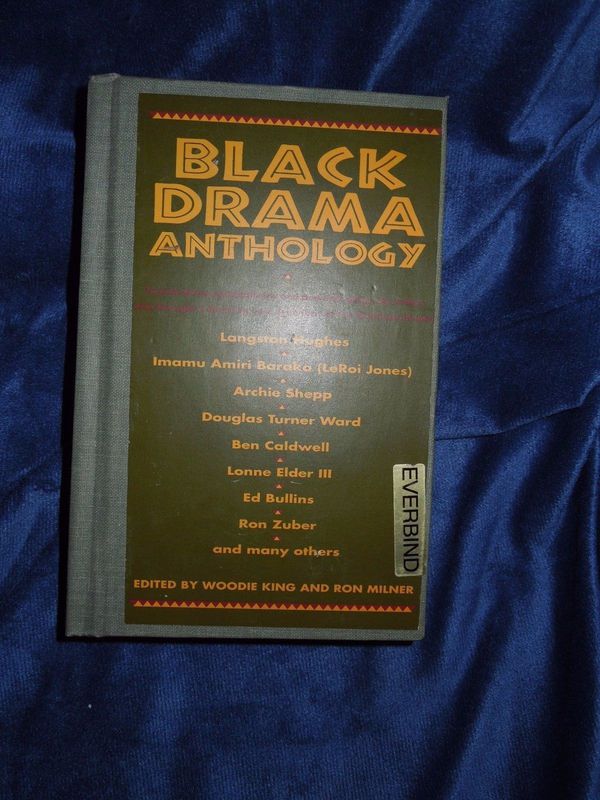 BLACK
DRAMA
ANTHOLOGY
Langston Hughes
Imamu Amiri Baraka (LeRoi Jones)
Archie Shepp
Douglas Turner Ward
Ben Caldwell
Lonne Elder III
Ed Bullins
Ron Zuber
and many others
EDITED BY WOODIE KING AND RON MILNER
EVERBIND